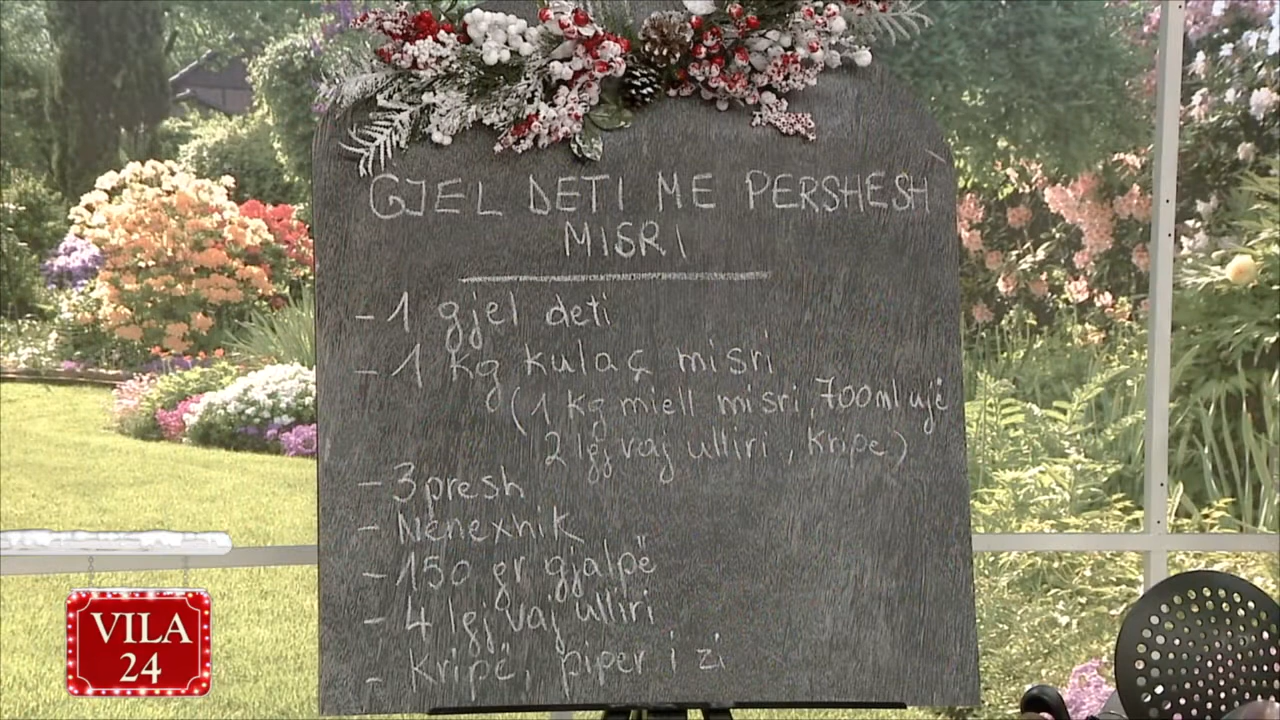 GJEL DETI ME PERSHESH
MISRI
- 1 gjel deti
- 1 kg kulaç misri
(1 kg miell misri, 700ml ujë
2 lgj vaj ulliri, kripe)
- 3 presh
- Nenexhik
- 150 gr gjalpë
- 4 lgj vaj ulliri
- Kripë, piper i zi
VILA
24